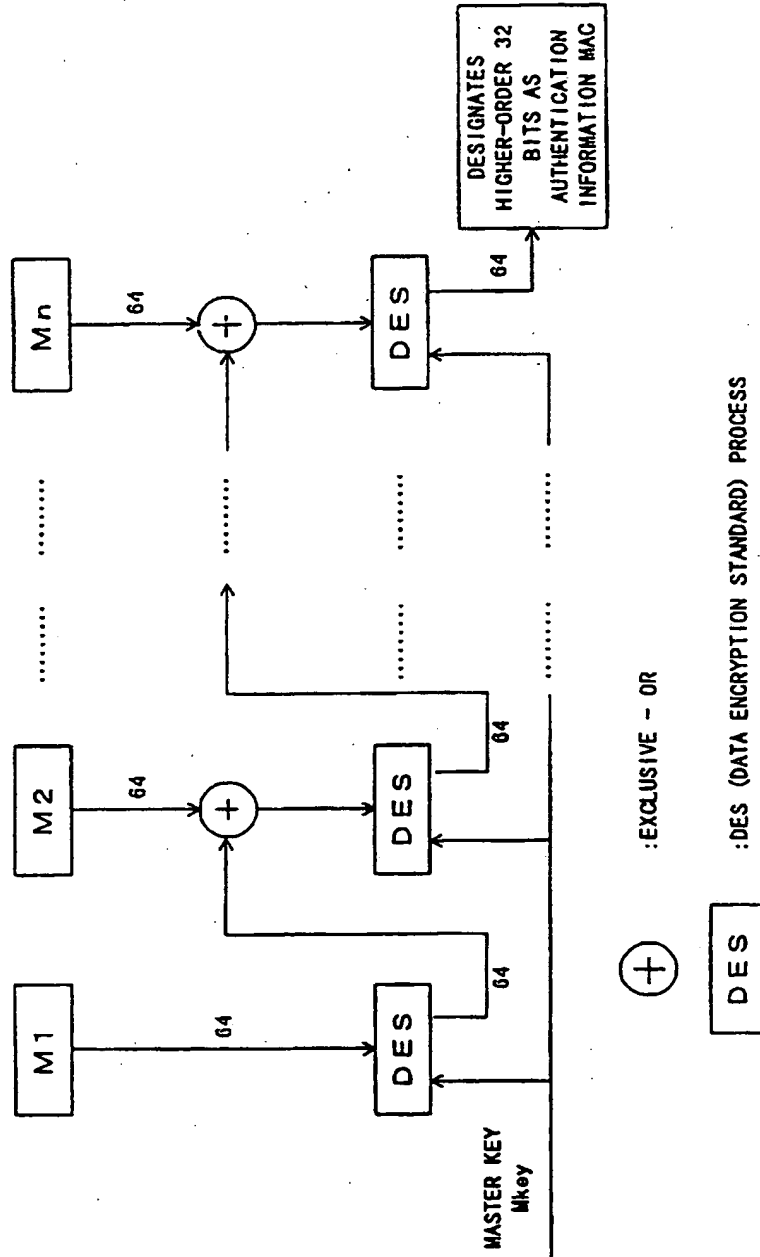 M1
M2
......... .........
Mn
64
64
64
+
......... 
+
DES
DES
......... .........
DES
64
64
64
DESIGNATES
HIGHER-ORDER 32
BITS AS
AUTHENTICATION
INFORMATION MAC
MASTER KEY
Mkey
......... .........
+ :EXCLUSIVE - OR
DES :DES (DATA ENCRYPTION STANDARD) PROCESS